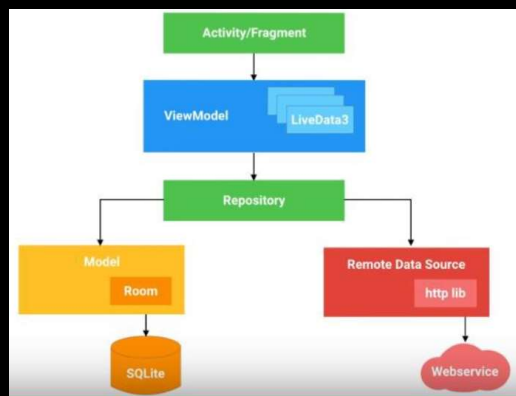 Activity/Fragment
ViewModel
LiveData3
Repository
Model
Room
Remote Data Source
http lib
SQLite
Webservice